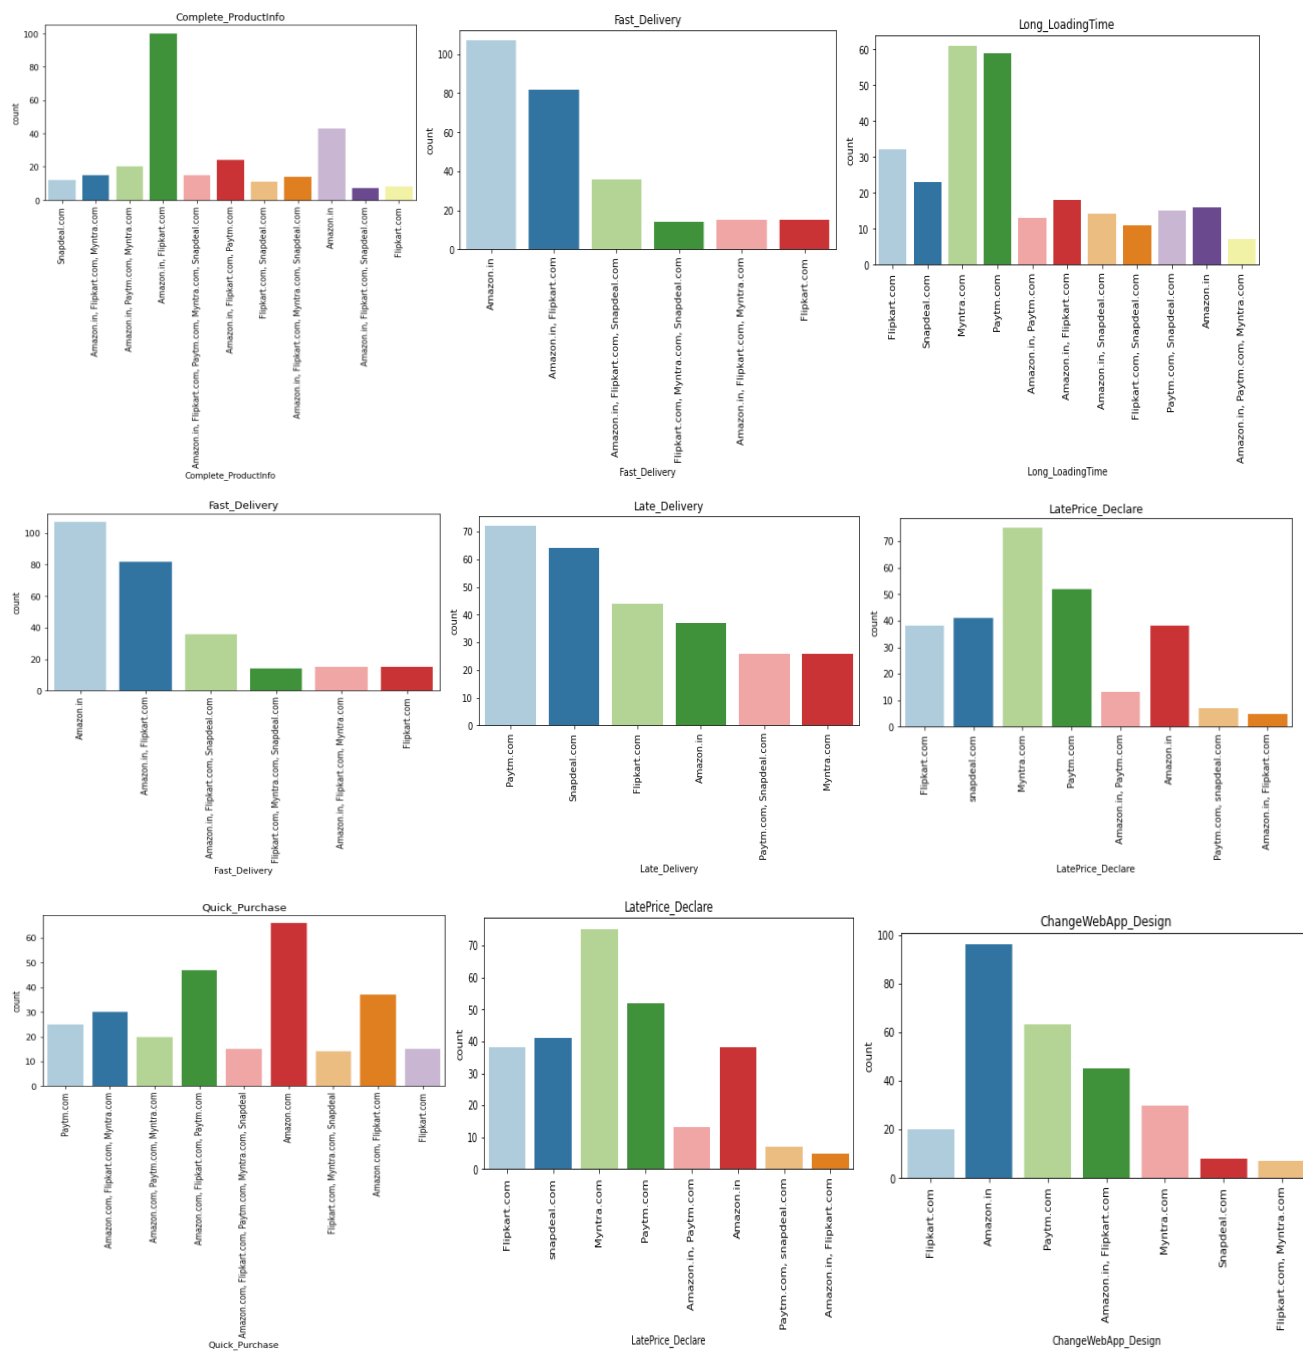 Complete_ProductInfo
count
100
80
60
40
20
0
Snapdeal.com
Amazon.in, Flipkart.com, Myntra.com
Amazon.in, Paytm.com, Myntra.com
Amazon.in, Flipkart.com
Amazon.in, Flipkart.com, Paytm.com, Myntra.com, Snapdeal.com
Amazon.in, Flipkart.com, Paytm.com
Flipkart.com, Snapdeal.com
Amazon.in, Flipkart.com, Myntra.com, Snapdeal.com
Amazon.in
Amazon.in, Flipkart.com, Snapdeal.com
Flipkart.com
Complete_ProductInfo
Fast_Delivery
count
100
80
60
40
20
0
Amazon.in
Amazon.in, Flipkart.com
Amazon.in, Flipkart.com, Snapdeal.com
Flipkart.com, Myntra.com, Snapdeal.com
Amazon.in, Flipkart.com, Myntra.com
Flipkart.com
Fast_Delivery
Long_LoadingTime
count
60
50
40
30
20
10
0
Flipkart.com
Snapdeal.com
Myntra.com
Paytm.com
Amazon.in, Paytm.com
Amazon.in, Flipkart.com
Amazon.in, Snapdeal.com
Flipkart.com, Snapdeal.com
Paytm.com, Snapdeal.com
Amazon.in
Amazon.in, Paytm.com, Myntra.com
Long_LoadingTime
Fast_Delivery
count
100
80
60
40
20
0
Amazon.in
Amazon.in, Flipkart.com
Amazon.in, Flipkart.com, Snapdeal.com
Flipkart.com, Myntra.com, Snapdeal.com
Amazon.in, Flipkart.com, Myntra.com
Flipkart.com
Fast_Delivery
Late_Delivery
count
70
60
50
40
30
20
10
0
Paytm.com
Snapdeal.com
Flipkart.com
Amazon.in
Paytm.com, Snapdeal.com
Myntra.com
Late_Delivery
LatePrice_Declare
count
70
60
50
40
30
20
10
0
Flipkart.com
snapdeal.com
Myntra.com
Paytm.com
Amazon.in, Paytm.com
Amazon.in
Paytm.com, snapdeal.com
Amazon.in, Flipkart.com
LatePrice_Declare
Quick_Purchase
count
60
50
40
30
20
10
0
Paytm.com
Amazon.com, Flipkart.com, Myntra.com
Amazon.com, Paytm.com, Myntra.com
Amazon.com, Flipkart.com, Paytm.com
Amazon.com, Flipkart.com, Paytm.com, Myntra.com, Snapdeal
Amazon.com
Flipkart.com, Myntra.com, Snapdeal
Amazon.com, Flipkart.com
Flipkart.com
Quick_Purchase
LatePrice_Declare
count
70
60
50
40
30
20
10
0
Flipkart.com
snapdeal.com
Myntra.com
Paytm.com
Amazon.in, Paytm.com
Amazon.in
Paytm.com, snapdeal.com
Amazon.in, Flipkart.com
LatePrice_Declare
ChangeWebApp_Design
count
100
80
60
40
20
0
Flipkart.com
Amazon.in
Paytm.com
Amazon.in, Flipkart.com
Myntra.com
Snapdeal.com
Flipkart.com, Myntra.com
ChangeWebApp_Design